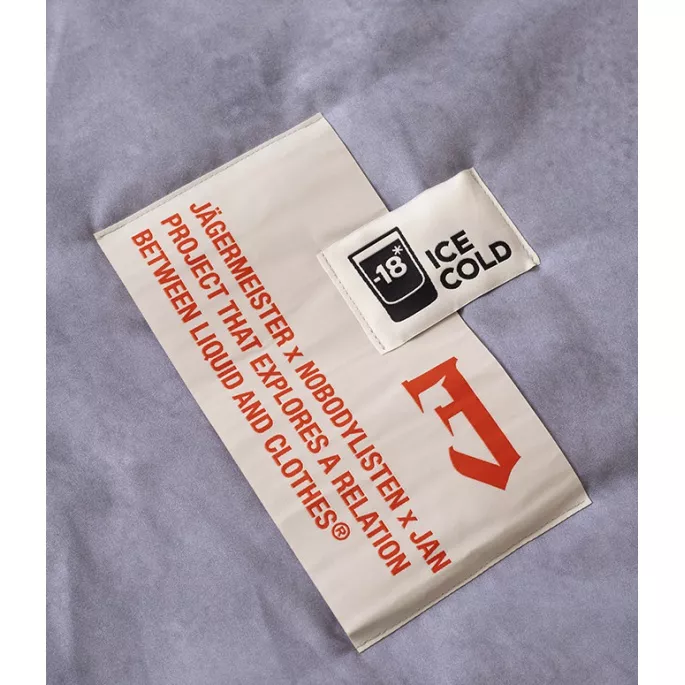 JÄGERMEISTER x NOBODYLISTEN x JAN
PROJECT THAT EXPLORES A RELATION
BETWEEN LIQUID AND CLOTHES®
-18*
ICE
COLD